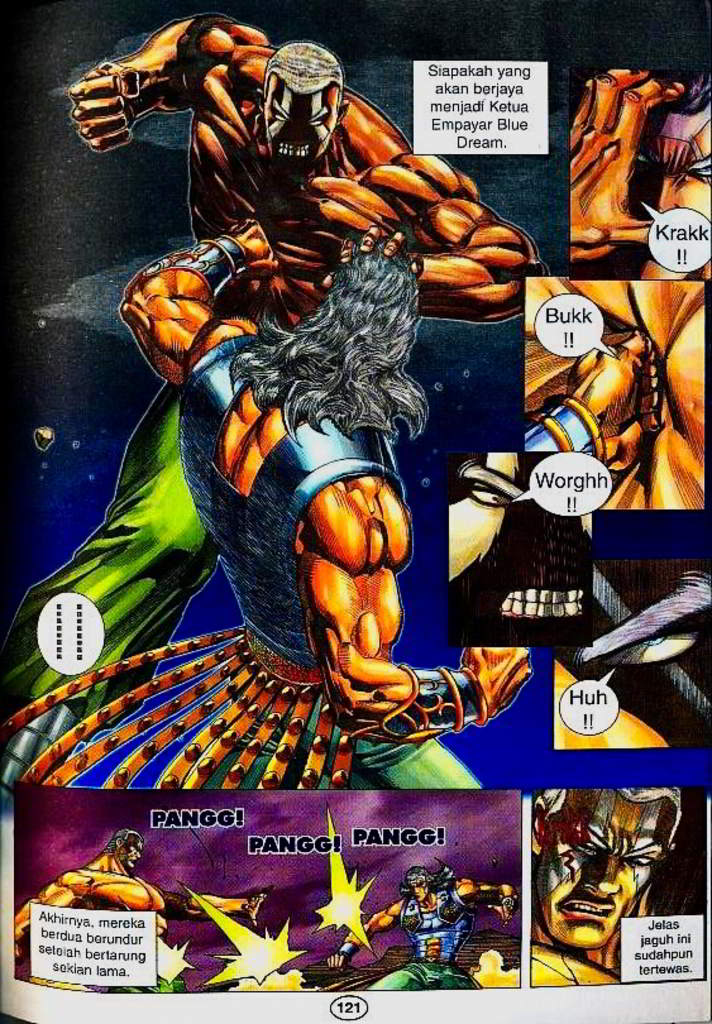 Siapakah yang
akan berjaya
menjadi Ketua
Empayar Blue
Dream.
Krakk
!!
Bukk
!!
Worghh
!!
Huh
!!
PANGG!
PANGG!
PANGG!
Akhirnya, mereka
berdua berundur
setelah bertarung
sekian lama.
Jelas
jaguh ini
sudahpun
tertewas.
121